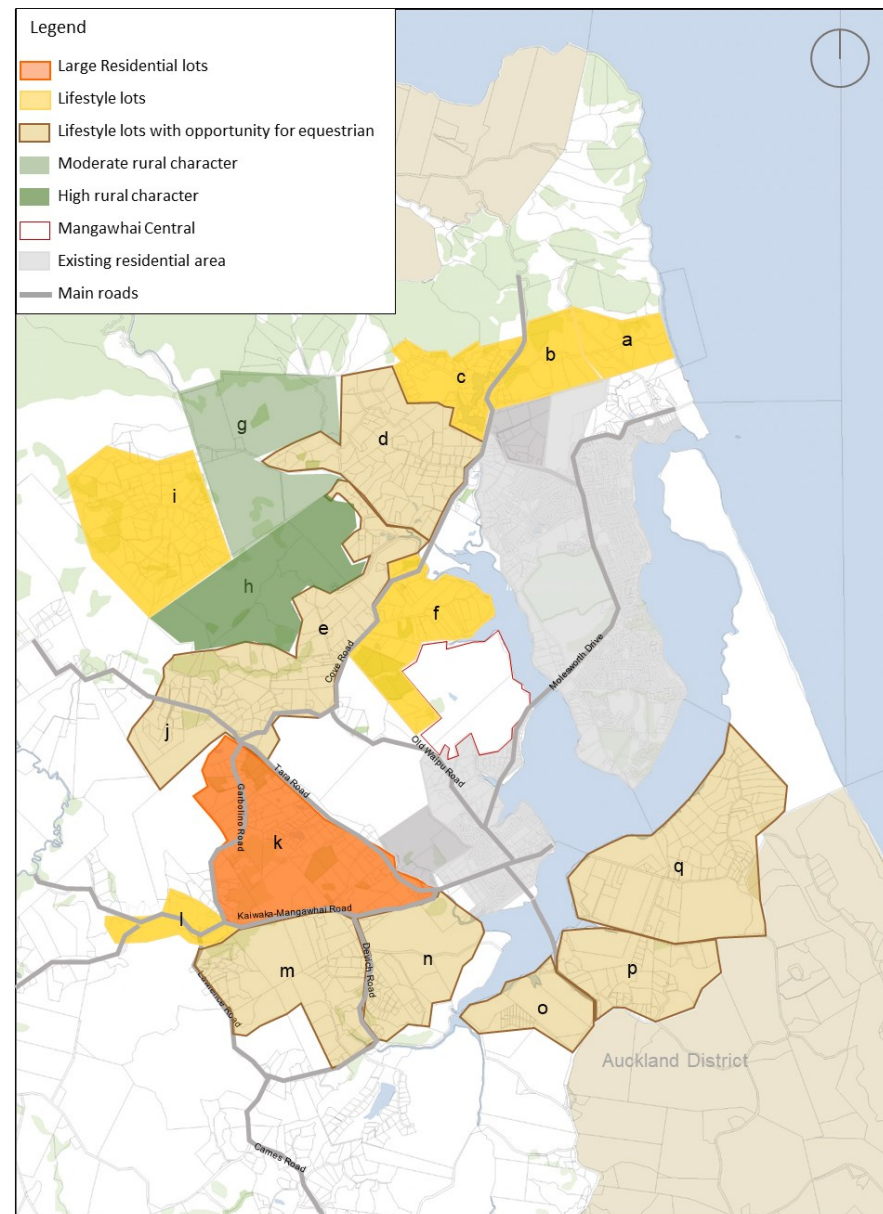 Legend
Large Residential lots
Lifestyle lots
Lifestyle lots with opportunity for equestrian
Moderate rural character
High rural character
Mangawhai Central
Existing residential area
Main roads
a
b
c
d
g
i
h
f
e
Cove Road
Molesworth Drive
j
Old Waipu Road
Tara Road
Garbolino Road
k
q
l
Kaiwaka-Mangawhai Road
n
p
m
Devich Road
Lawrence Road
o
Auckland District
Cames Road